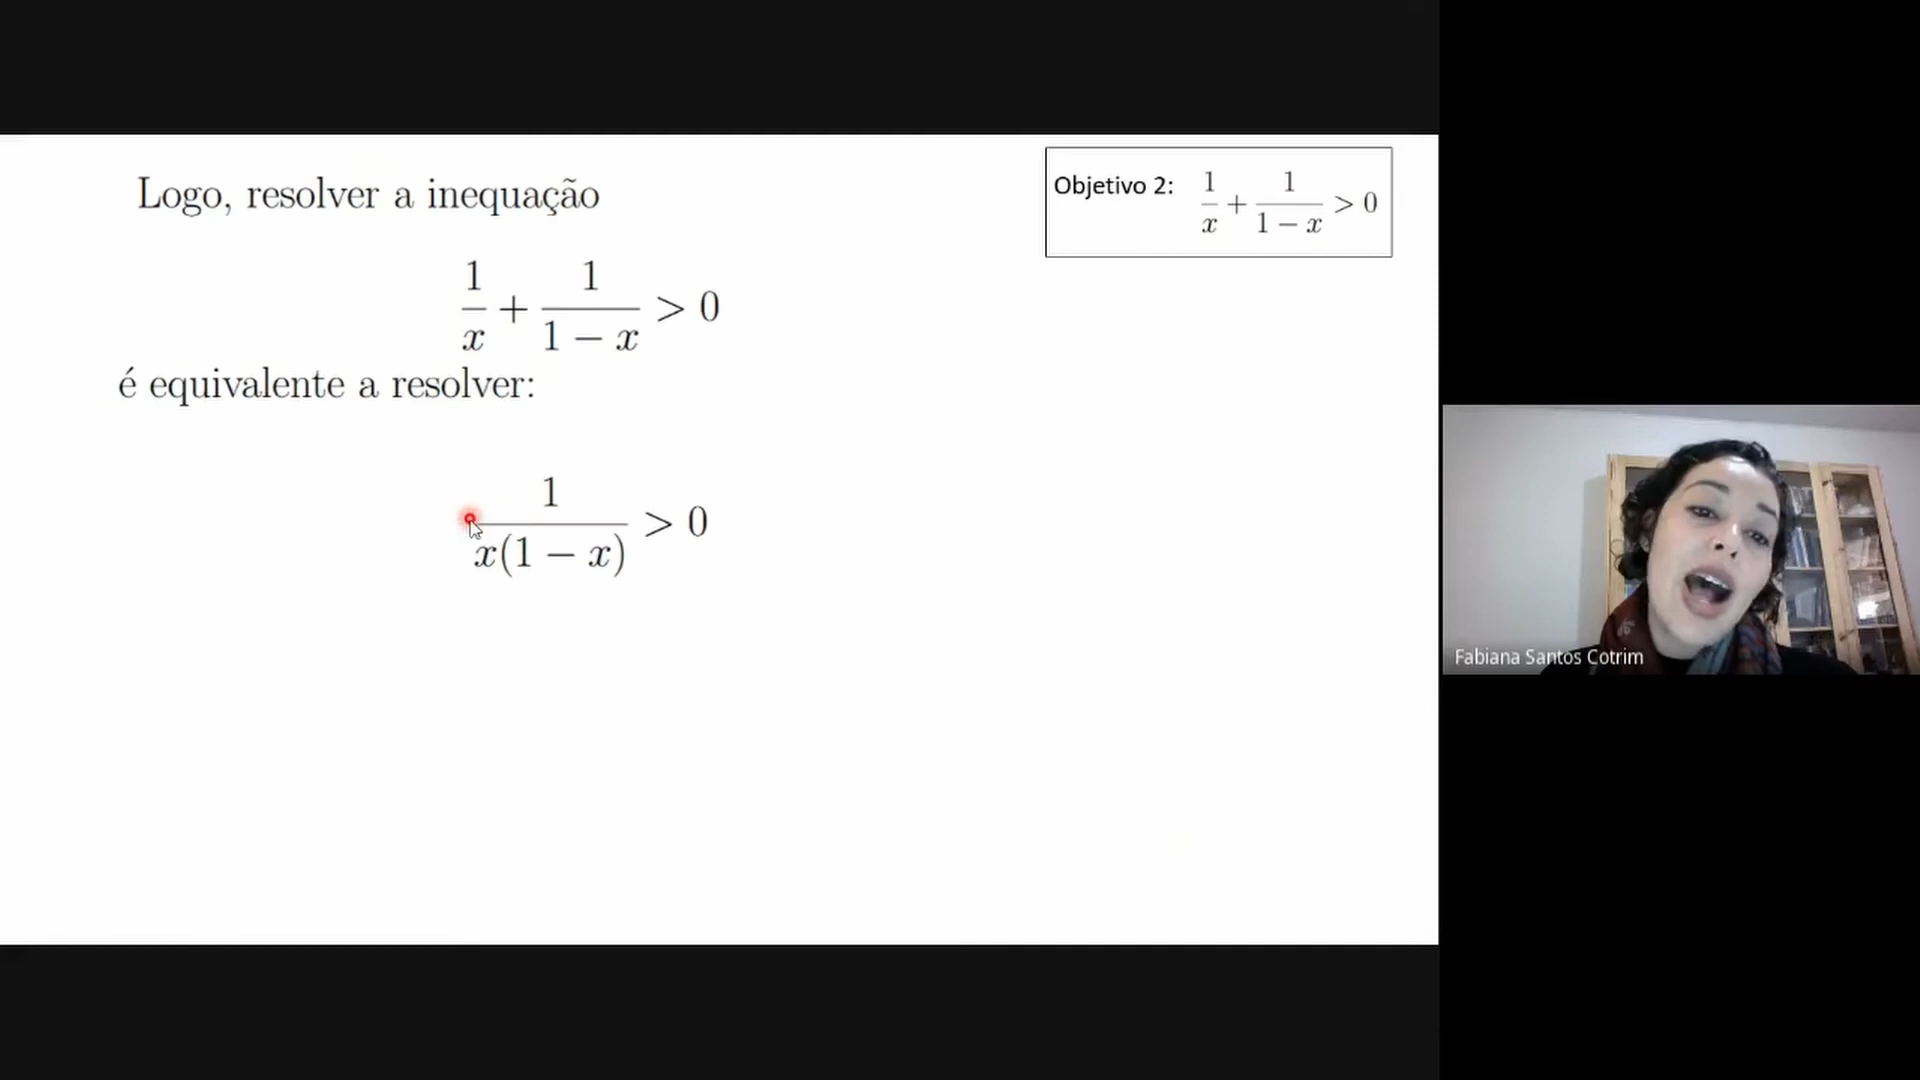 Logo, resolver a inequação
Objetivo 2: 1/x + 1/(1 − x) > 0
1/x + 1/(1 − x) > 0
é equivalente a resolver:
1/(x(1 − x)) > 0
Fabiana Santos Cotrim